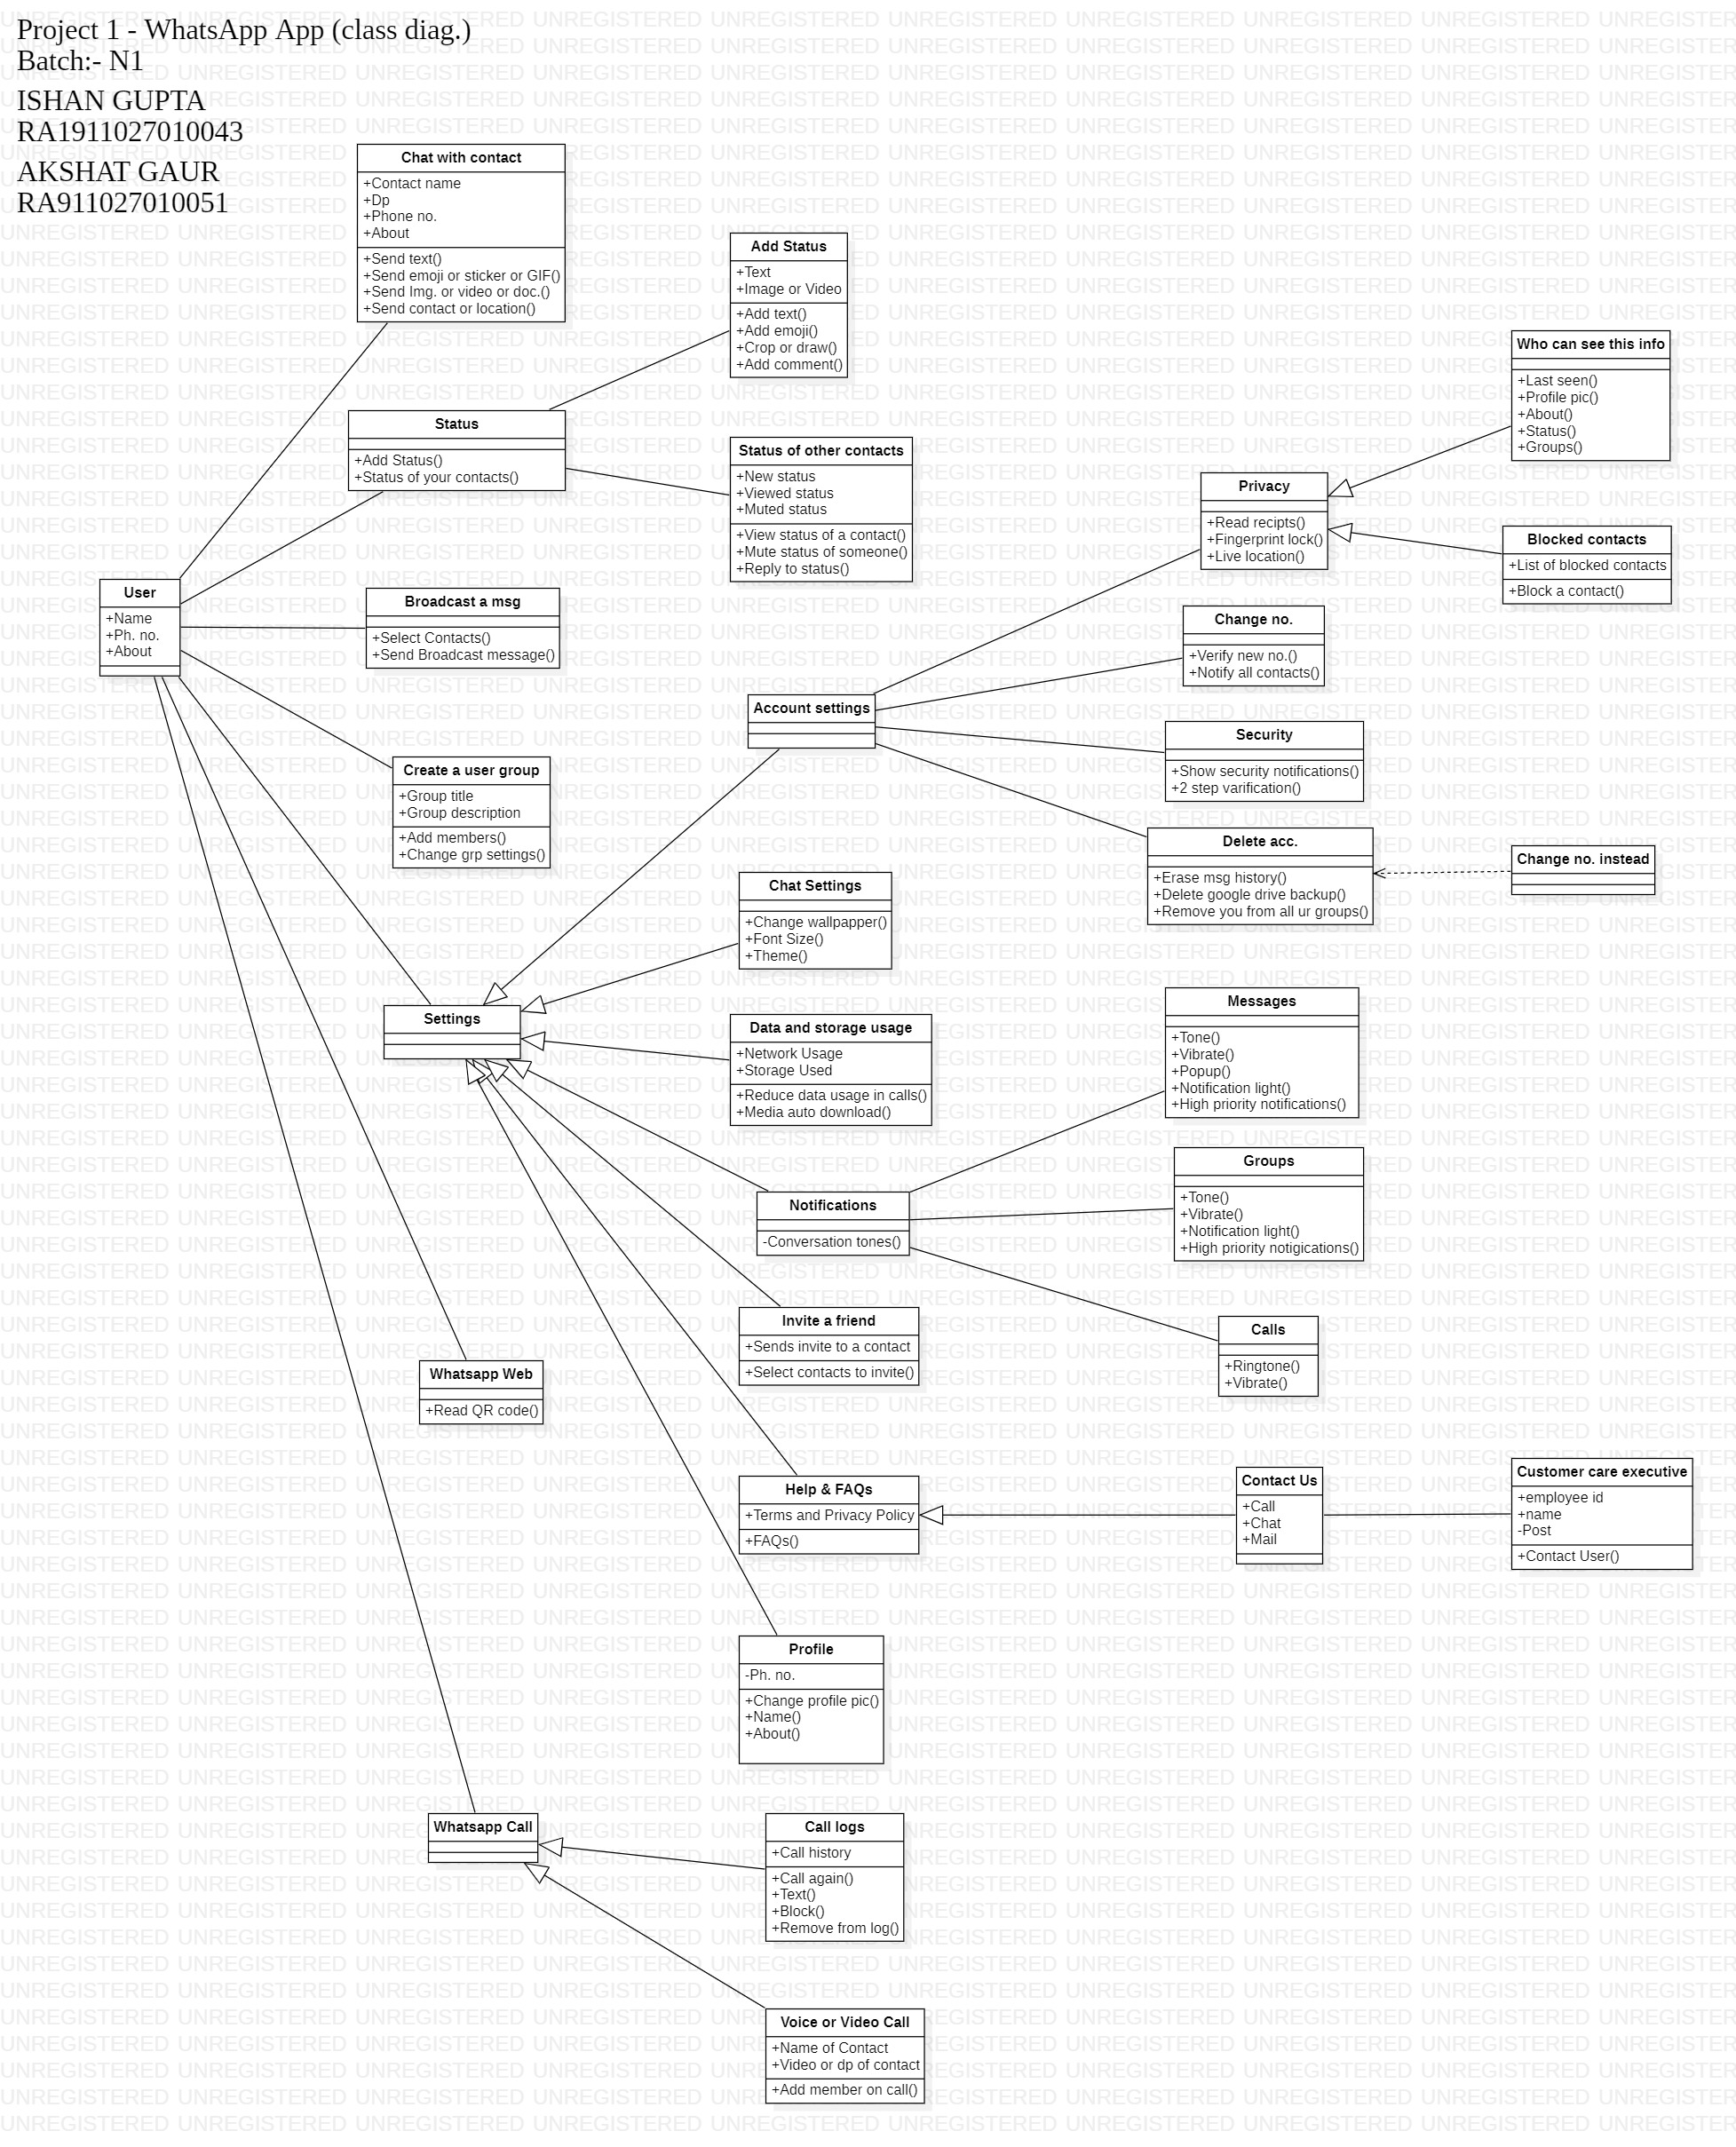 Project 1 - WhatsApp App (class diag.)
Batch:- N1
ISHAN GUPTA
RA1911027010043
AKSHAT GAUR
RA911027010051
Chat with contact
+Contact name
+Dp
+Phone no.
+About
+Send text()
+Send emoji or sticker or GIF()
+Send Img. or video or doc.()
+Send contact or location()
Add Status
+Text
+Image or Video
+Add text()
+Add emoji()
+Crop or draw()
+Add comment()
Status
+Add Status()
+Status of your contacts()
Status of other contacts
+New status
+Viewed status
+Muted status
+View status of a contact()
+Mute status of someone()
+Reply to status()
Who can see this info
+Last seen()
+Profile pic()
+About()
+Status()
+Groups()
Privacy
+Read recipts()
+Fingerprint lock()
+Live location()
Blocked contacts
+List of blocked contacts
+Block a contact()
User
+Name
+Ph. no.
+About
Broadcast a msg
+Select Contacts()
+Send Broadcast message()
Change no.
+Verify new no.()
+Notify all contacts()
Account settings
Security
+Show security notifications()
+2 step varification()
Create a user group
+Group title
+Group description
+Add members()
+Change grp settings()
Delete acc.
+Erase msg history()
+Delete google drive backup()
+Remove you from all ur groups()
Change no. instead
Chat Settings
+Change wallpapper()
+Font Size()
+Theme()
Settings
Data and storage usage
+Network Usage
+Storage Used
+Reduce data usage in calls()
+Media auto download()
Messages
+Tone()
+Vibrate()
+Popup()
+Notification light()
+High priority notifications()
Groups
+Tone()
+Vibrate()
+Notification light()
+High priority notigications()
Notifications
-Conversation tones()
Invite a friend
+Sends invite to a contact
+Select contacts to invite()
Calls
+Ringtone()
+Vibrate()
Whatsapp Web
+Read QR code()
Help & FAQs
+Terms and Privacy Policy
+FAQs()
Contact Us
+Call
+Chat
+Mail
Customer care executive
+employee id
+name
-Post
+Contact User()
Profile
-Ph. no.
+Change profile pic()
+Name()
+About()
Whatsapp Call
Call logs
+Call history
+Call again()
+Text()
+Block()
+Remove from log()
Voice or Video Call
+Name of Contact
+Video or dp of contact
+Add member on call()
UNREGISTERED